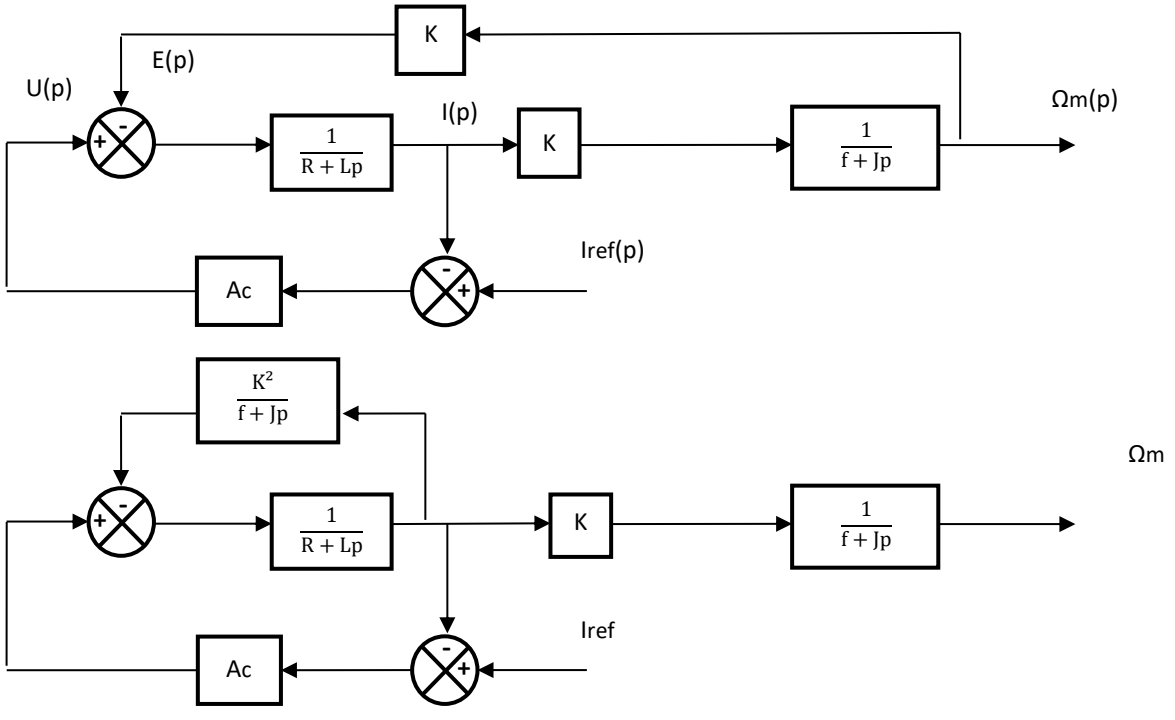 K
E(p)
U(p)
I(p)
Ωm(p)
-
+
1
R + Lp
K
1
f + Jp
Iref(p)
-
+
Ac
K²
f + Jp
Ωm
-
+
1
R + Lp
K
1
f + Jp
Iref
-
+
Ac